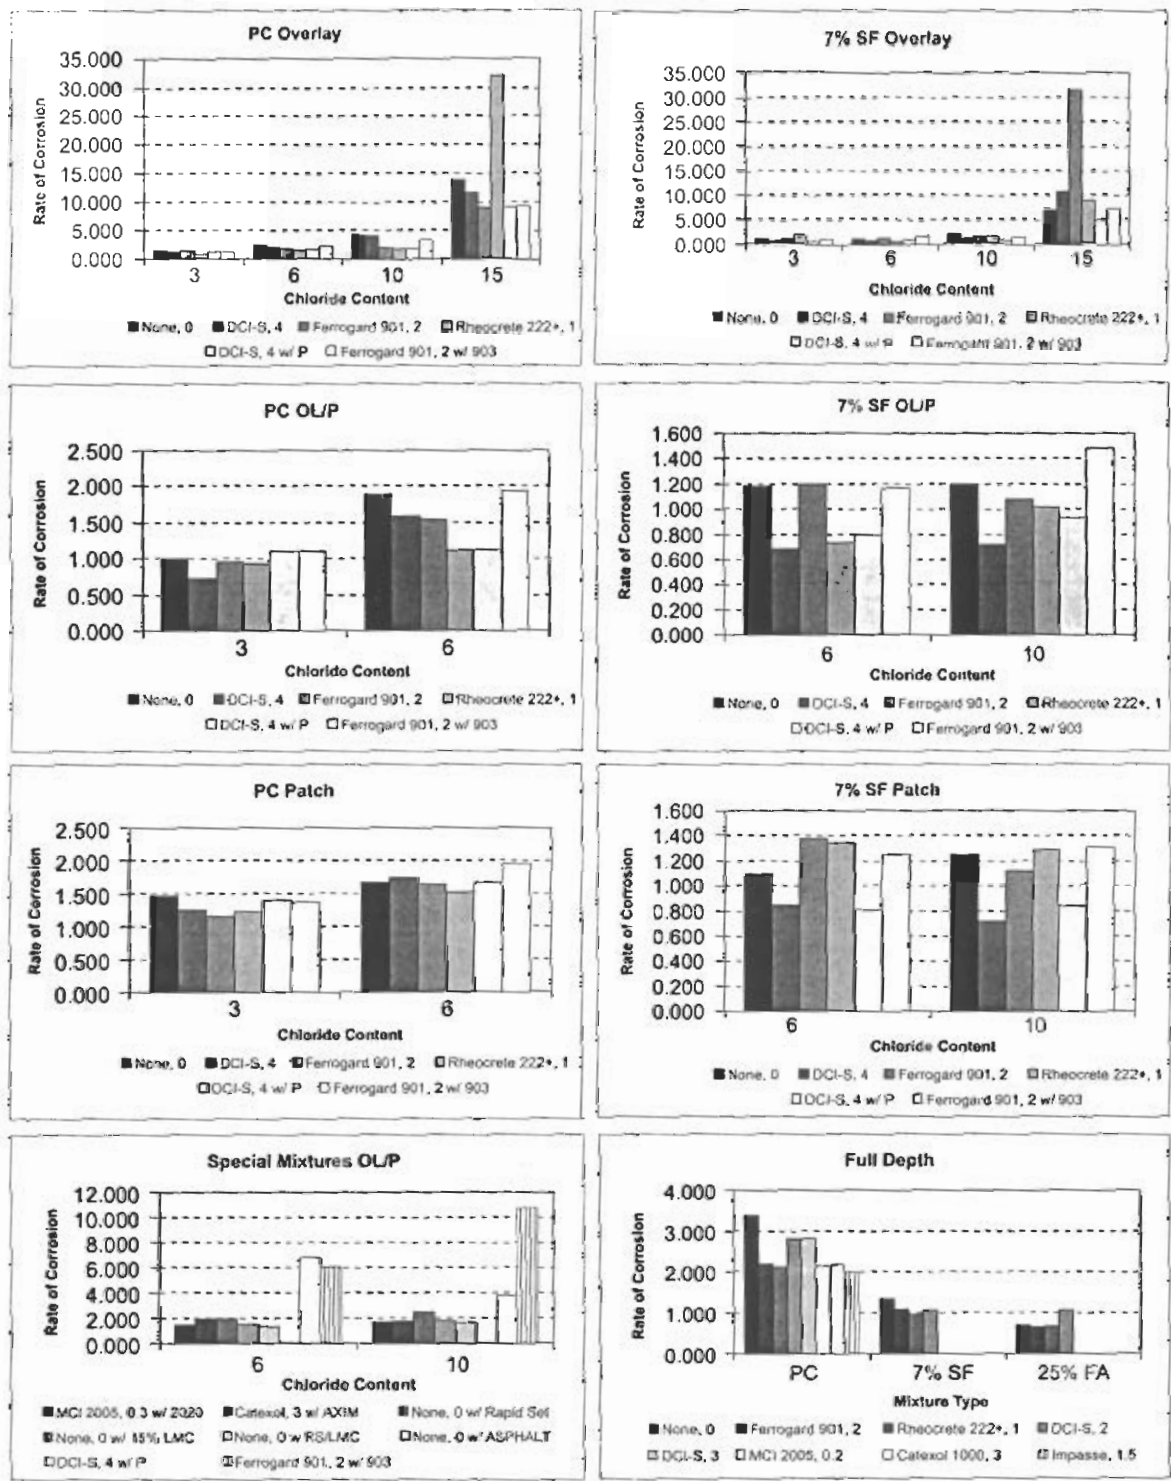 PC Overlay
35.000
30.000
25.000
20.000
15.000
10.000
5.000
0.000
Rate of Corrosion
3 6 10 15
Chloride Content
None, 0 DCI-S, 4 Ferrogard 901, 2 Rheocrete 222+, 1
DCI-S, 4 w/ P Ferrogard 901, 2 w/ 903
7% SF Overlay
35.000
30.000
25.000
20.000
15.000
10.000
5.000
0.000
Rate of Corrosion
3 6 10 15
Chloride Content
None, 0 DCI-S, 4 Ferrogard 901, 2 Rheocrete 222+, 1
DCI-S, 4 w/ P Ferrogard 901, 2 w/ 903
PC OL/P
2.500
2.000
1.500
1.000
0.500
0.000
Rate of Corrosion
3 6
Chloride Content
None, 0 DCI-S, 4 Ferrogard 901, 2 Rheocrete 222+, 1
DCI-S, 4 w/ P Ferrogard 901, 2 w/ 903
7% SF OL/P
1.600
1.400
1.200
1.000
0.800
0.600
0.400
0.200
0.000
Rate of Corrosion
6 10
Chloride Content
None, 0 DCI-S, 4 Ferrogard 901, 2 Rheocrete 222+, 1
DCI-S, 4 w/ P Ferrogard 901, 2 w/ 903
PC Patch
2.500
2.000
1.500
1.000
0.500
0.000
Rate of Corrosion
3 6
Chloride Content
None, 0 DCI-S, 4 Ferrogard 901, 2 Rheocrete 222+, 1
DCI-S, 4 w/ P Ferrogard 901, 2 w/ 903
7% SF Patch
1.600
1.400
1.200
1.000
0.800
0.600
0.400
0.200
0.000
Rate of Corrosion
6 10
Chloride Content
None, 0 DCI-S, 4 Ferrogard 901, 2 Rheocrete 222+, 1
DCI-S, 4 w/ P Ferrogard 901, 2 w/ 903
Special Mixtures OL/P
12.000
10.000
8.000
6.000
4.000
2.000
0.000
Rate of Corrosion
6 10
Chloride Content
MCI 2005, 0.3 w/ 2020 Catexol, 3 w/ AXIM None, 0 w/ Rapid Set
None, 0 w/ 15% LMC None, 0 w RS/LMC None, 0 w/ ASPHALT
DCI-S, 4 w/ P Ferrogard 901, 2 w/ 903
Full Depth
4.000
3.000
2.000
1.000
0.000
Rate of Corrosion
PC 7% SF 25% FA
Mixture Type
None, 0 Ferrogard 901, 2 Rheocrete 222+, 1 DCI-S, 2
DCI-S, 3 MCI 2005, 0.2 Catexol 1000, 3 Impasse, 1.5